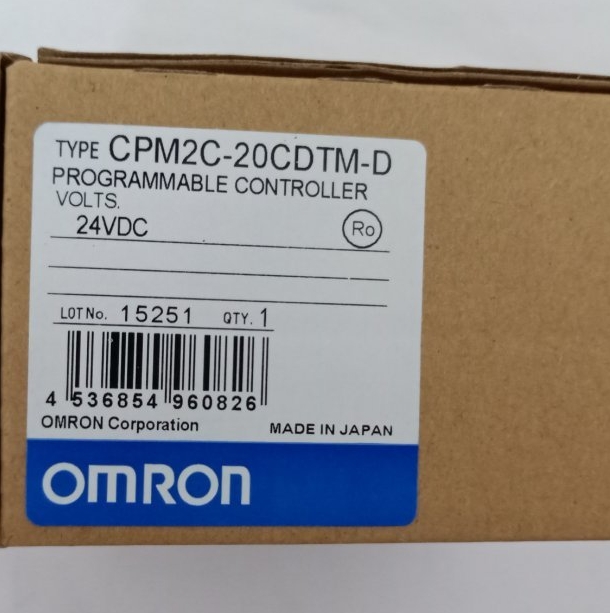 TYPE CPM2C-20CDTM-D
PROGRAMMABLE CONTROLLER
VOLTS.
24VDC
Ro
LOT No. 15251 QTY. 1
4 536854 960826
OMRON Corporation MADE IN JAPAN
OMRON